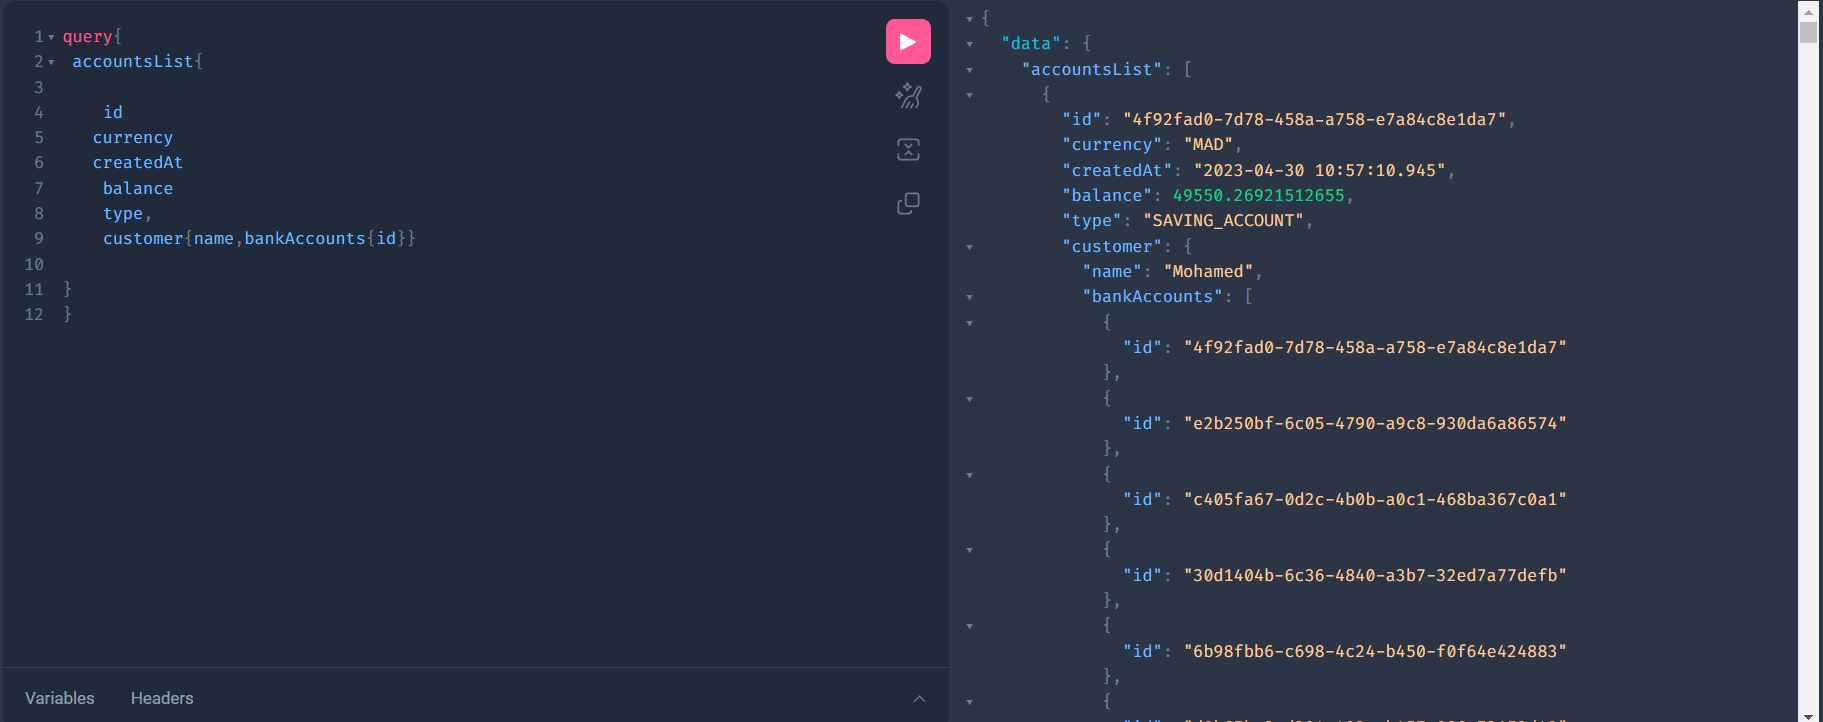 1 query{
2 accountsList{
3
4 id
5 currency
6 createdAt
7 balance
8 type,
9 customer{name,bankAccounts{id}}
10
11 }
12 }
Variables Headers
{
"data": {
"accountsList": [
{
"id": "4f92fad0-7d78-458a-a758-e7a84c8e1da7",
"currency": "MAD",
"createdAt": "2023-04-30 10:57:10.945",
"balance": 49550.26921512655,
"type": "SAVING_ACCOUNT",
"customer": {
"name": "Mohamed",
"bankAccounts": [
{
"id": "4f92fad0-7d78-458a-a758-e7a84c8e1da7"
},
{
"id": "e2b250bf-6c05-4790-a9c8-930da6a86574"
},
{
"id": "c405fa67-0d2c-4b0b-a0c1-468ba367c0a1"
},
{
"id": "30d1404b-6c36-4840-a3b7-32ed7a77defb"
},
{
"id": "6b98fbb6-c698-4c24-b450-f0f64e424883"
},
{